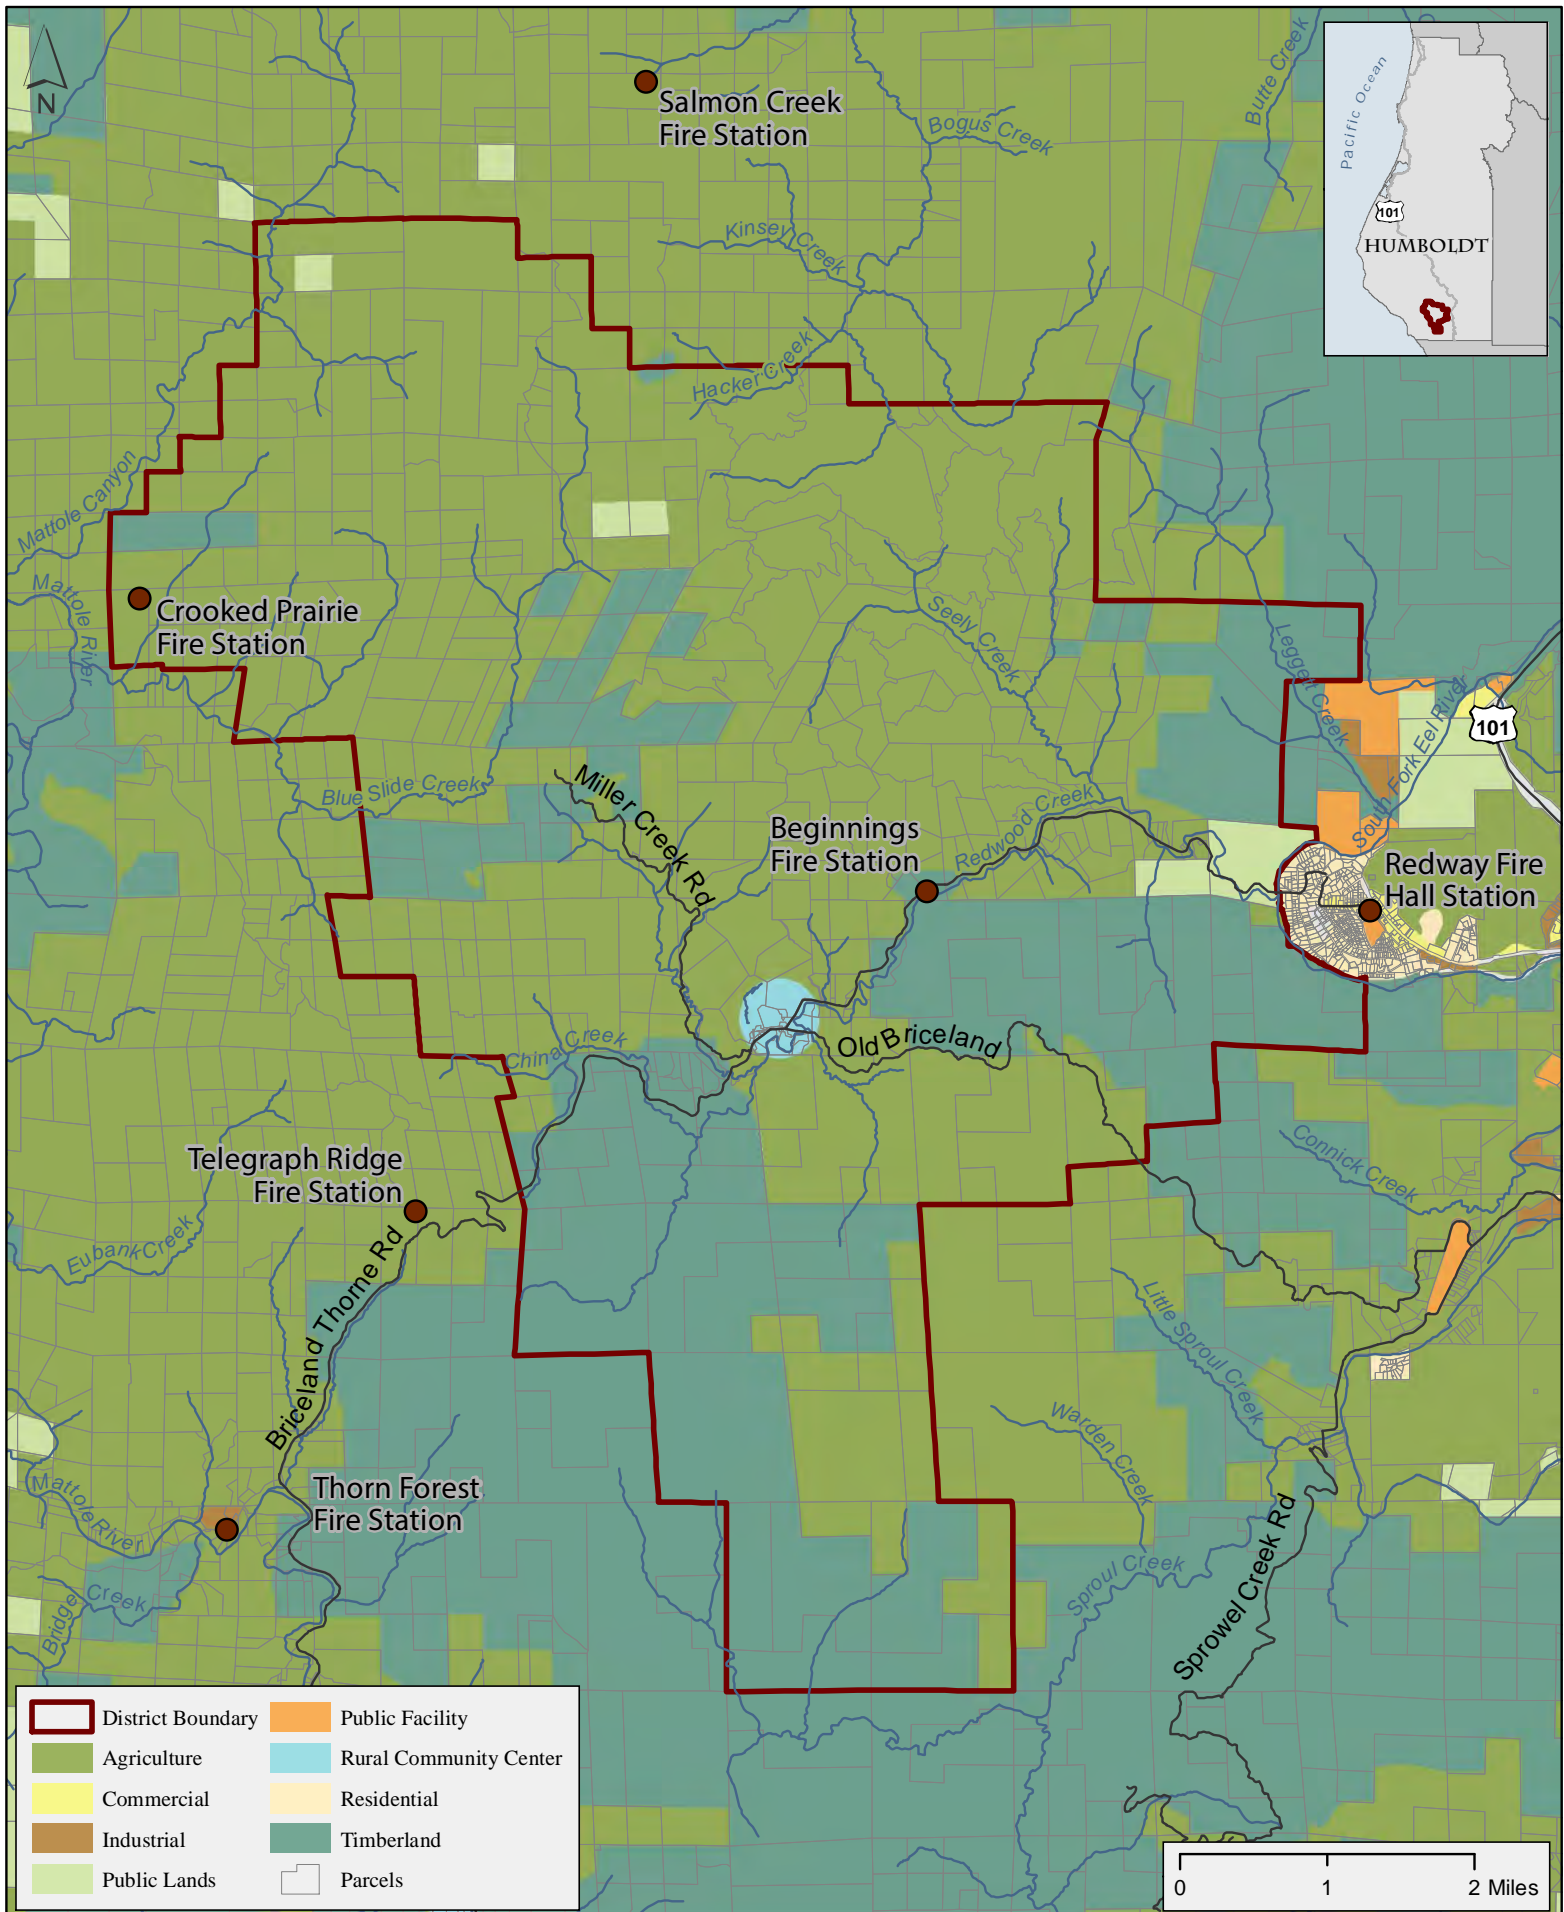 N
Salmon Creek
Fire Station
Bogus Creek
Butte Creek
Pacific Ocean
101
HUMBOLDT
Kinsey Creek
Hacker Creek
Mattole Canyon
Mattole River
Crooked Prairie
Fire Station
Seely Creek
Leggett Creek
South Fork Eel River
101
Blue Slide Creek
Miller Creek Rd
Beginnings
Fire Station
Redwood Creek
Redway Fire
Hall Station
Old Briceland
China Creek
Telegraph Ridge
Fire Station
Connick Creek
Eubank Creek
Briceland Thorne Rd
Little Sproul Creek
Warden Creek
Thorn Forest
Fire Station
Mattole River
Bridge Creek
Sproul Creek
Sprowel Creek Rd
District Boundary
Agriculture
Commercial
Industrial
Public Lands
Public Facility
Rural Community Center
Residential
Timberland
Parcels
0 1 2 Miles